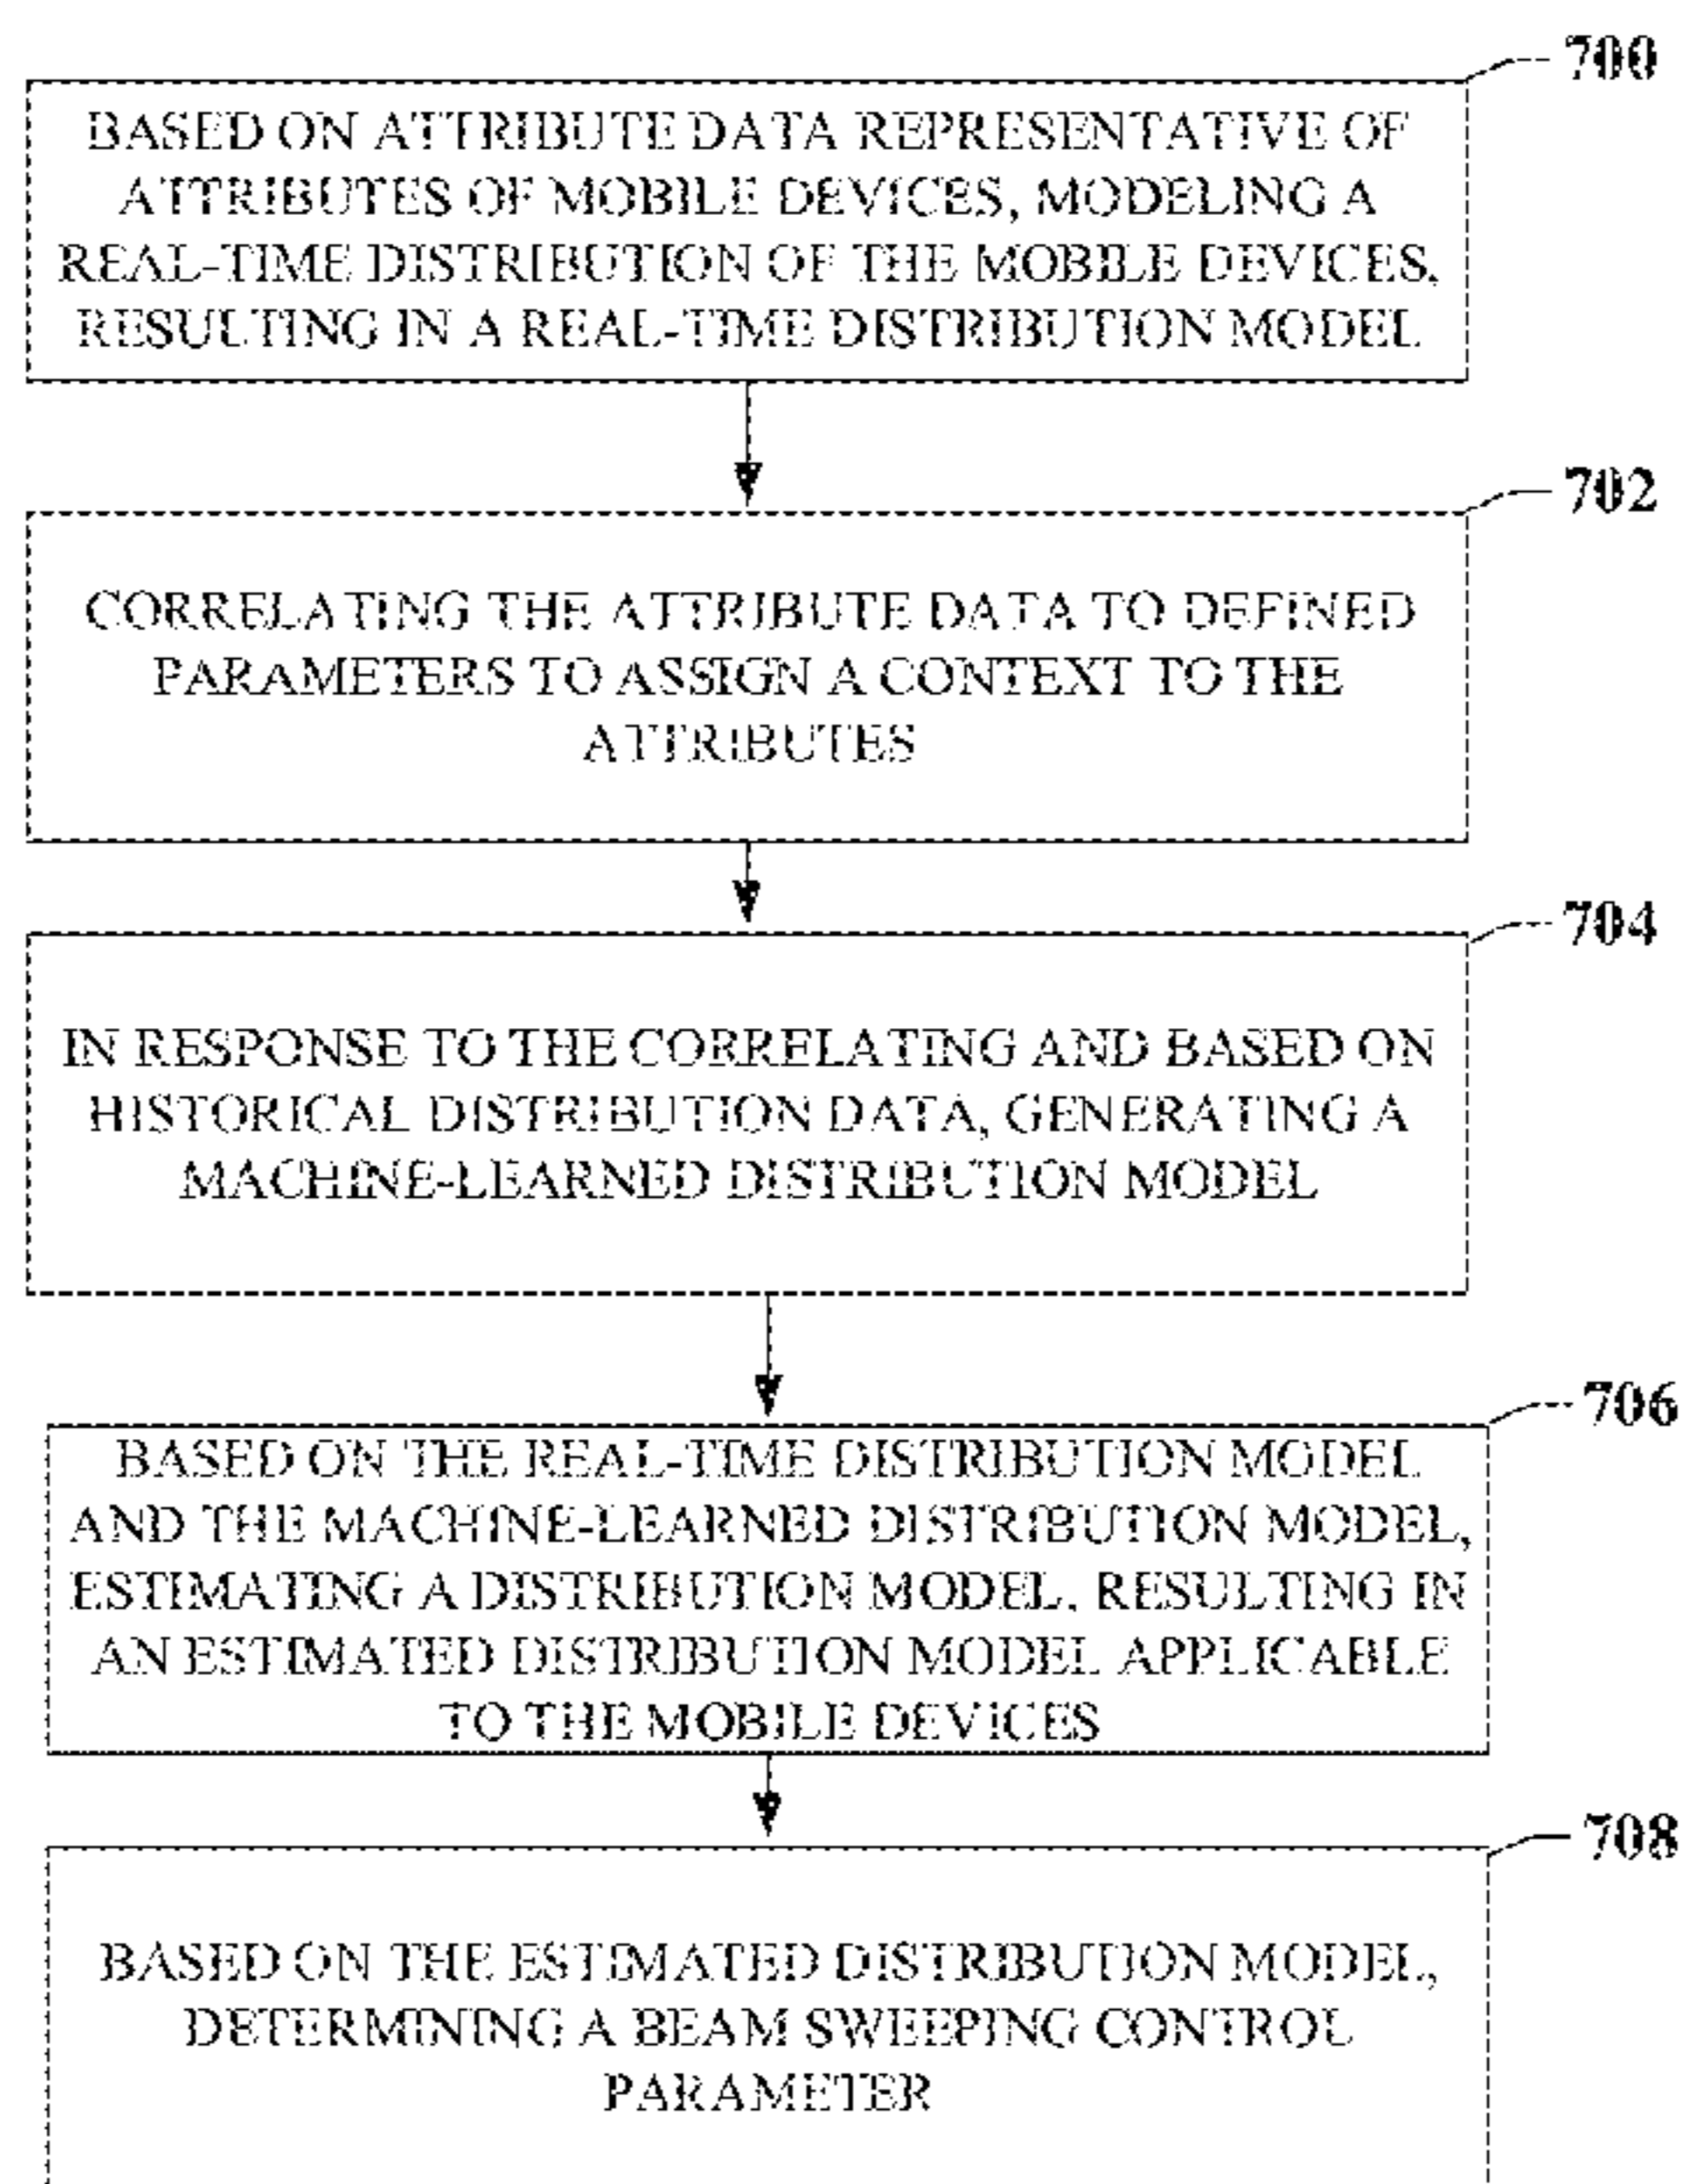 700
BASED ON ATTRIBUTE DATA REPRESENTATIVE OF
ATTRIBUTES OF MOBILE DEVICES, MODELING A
REAL-TIME DISTRIBUTION OF THE MOBILE DEVICES,
RESULTING IN A REAL-TIME DISTRIBUTION MODEL
702
CORRELATING THE ATTRIBUTE DATA TO DEFINED
PARAMETERS TO ASSIGN A CONTEXT TO THE
ATTRIBUTES
704
IN RESPONSE TO THE CORRELATING AND BASED ON
HISTORICAL DISTRIBUTION DATA, GENERATING A
MACHINE-LEARNED DISTRIBUTION MODEL
706
BASED ON THE REAL-TIME DISTRIBUTION MODEL
AND THE MACHINE-LEARNED DISTRIBUTION MODEL,
ESTIMATING A DISTRIBUTION MODEL, RESULTING IN
AN ESTIMATED DISTRIBUTION MODEL APPLICABLE
TO THE MOBILE DEVICES
708
BASED ON THE ESTIMATED DISTRIBUTION MODEL,
DETERMINING A BEAM SWEEPING CONTROL
PARAMETER